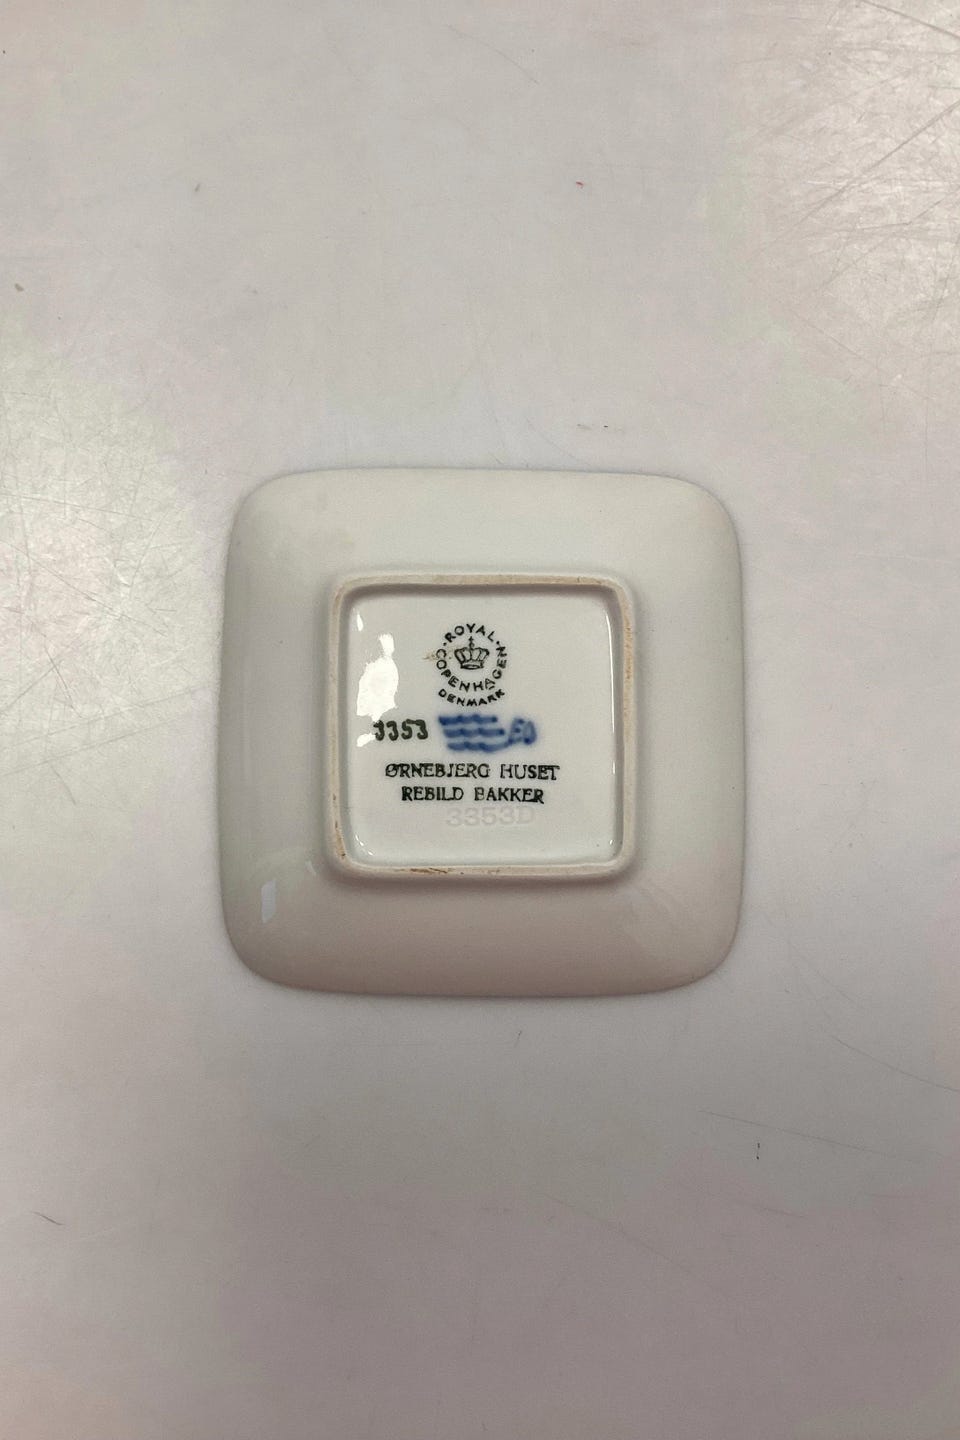 ROYAL
COPENHAGEN
DENMARK
3353
ØRNEBJERG HUSET
REBILD BAKKER
3353D